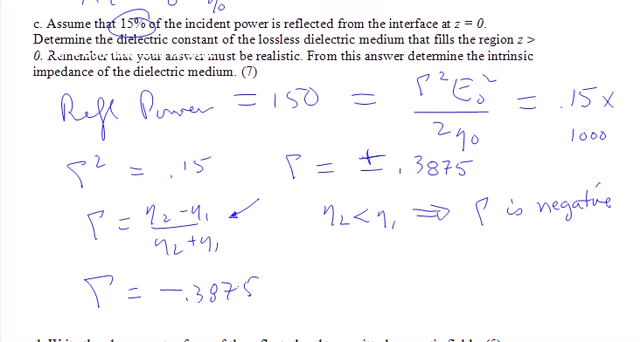 %
c. Assume that 15% of the incident power is reflected from the interface at z = 0.
Determine the dielectric constant of the lossless dielectric medium that fills the region z >
0. Remember that your answer must be realistic. From this answer determine the intrinsic
impedance of the dielectric medium. (7)
Refl Power = 150 = Γ²E₀² / 2η₀ = .15 x 1000
Γ² = .15 Γ = ± .3875
Γ = η₂-η₁ / η₂+η₁ ✓ η₂ < η₁ ⇒ Γ is negative
Γ = -.3875